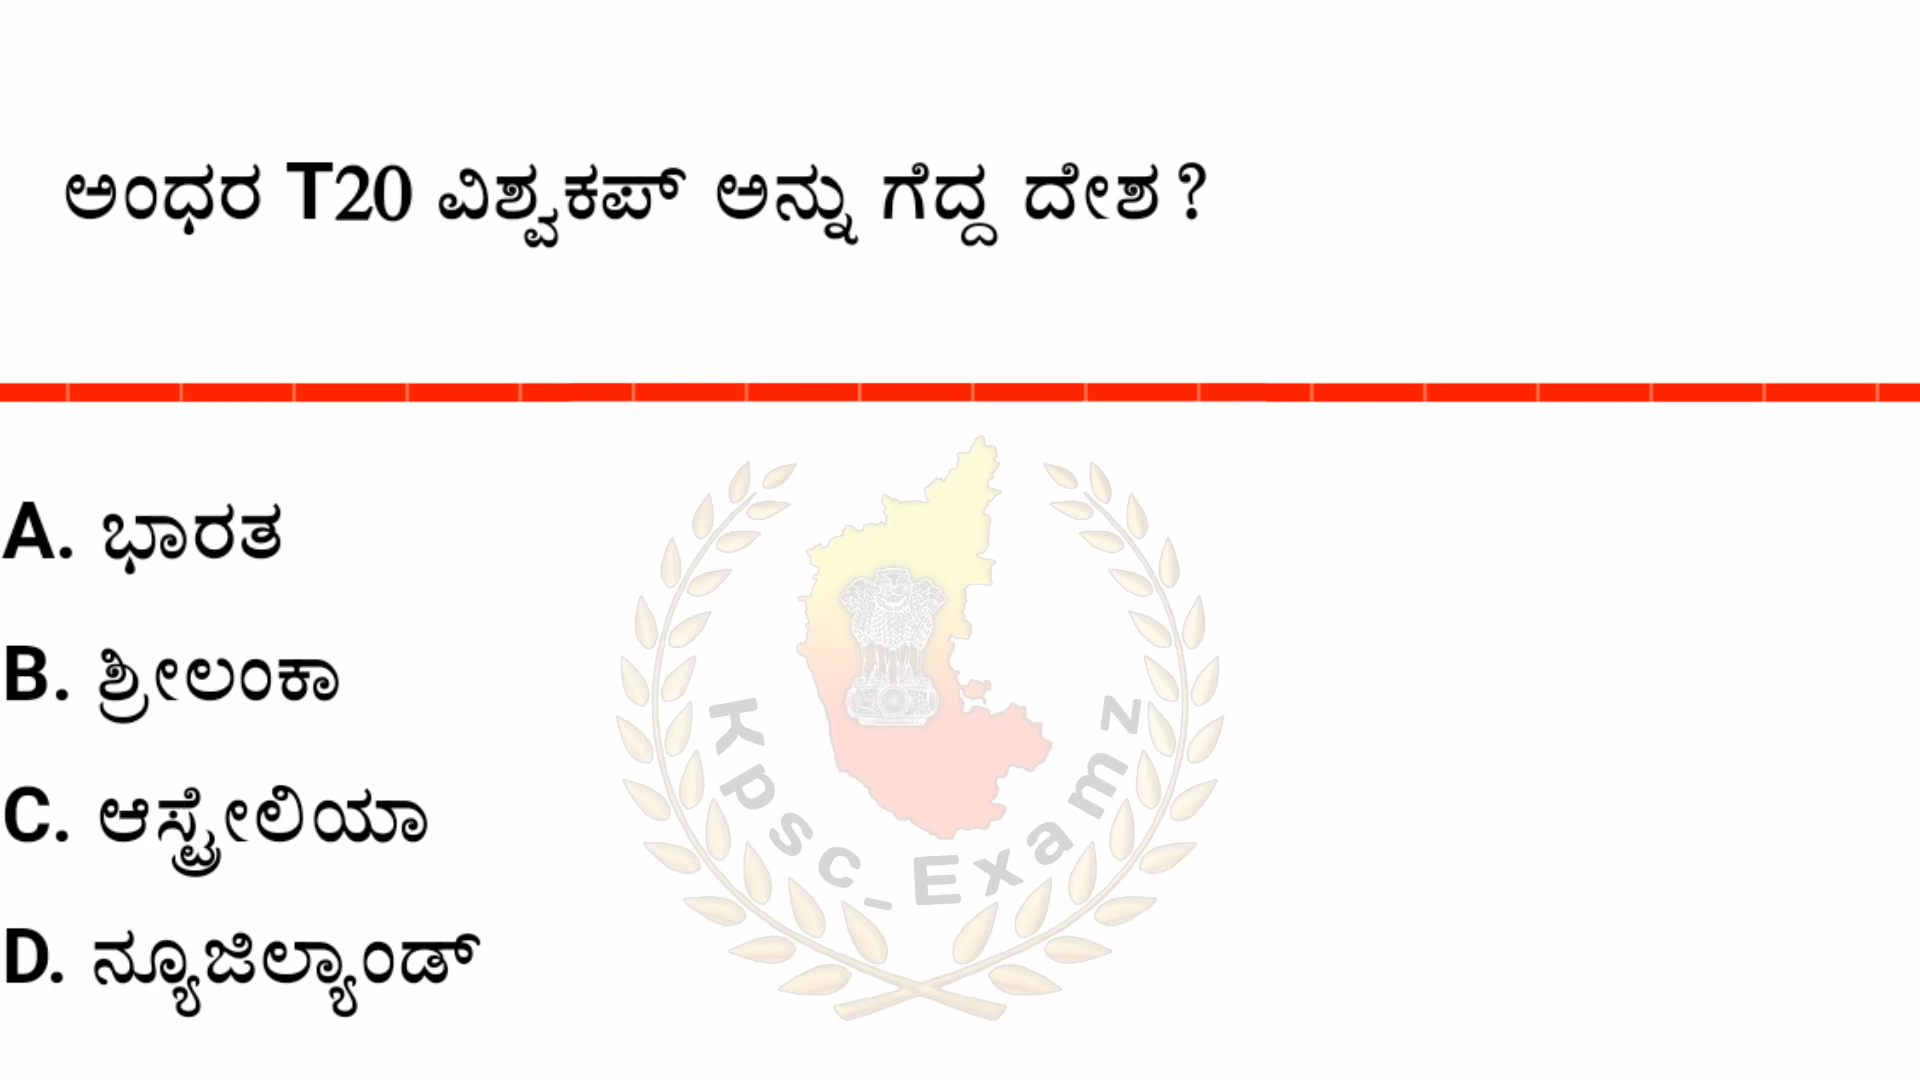 ಅಂಧರ T20 ವಿಶ್ವಕಪ್ ಅನ್ನು ಗೆದ್ದ ದೇಶ?
A. ಭಾರತ
B. ಶ್ರೀಲಂಕಾ
C. ಆಸ್ಟ್ರೇಲಿಯಾ
D. ನ್ಯೂಜಿಲ್ಯಾಂಡ್
Kpsc_Examz